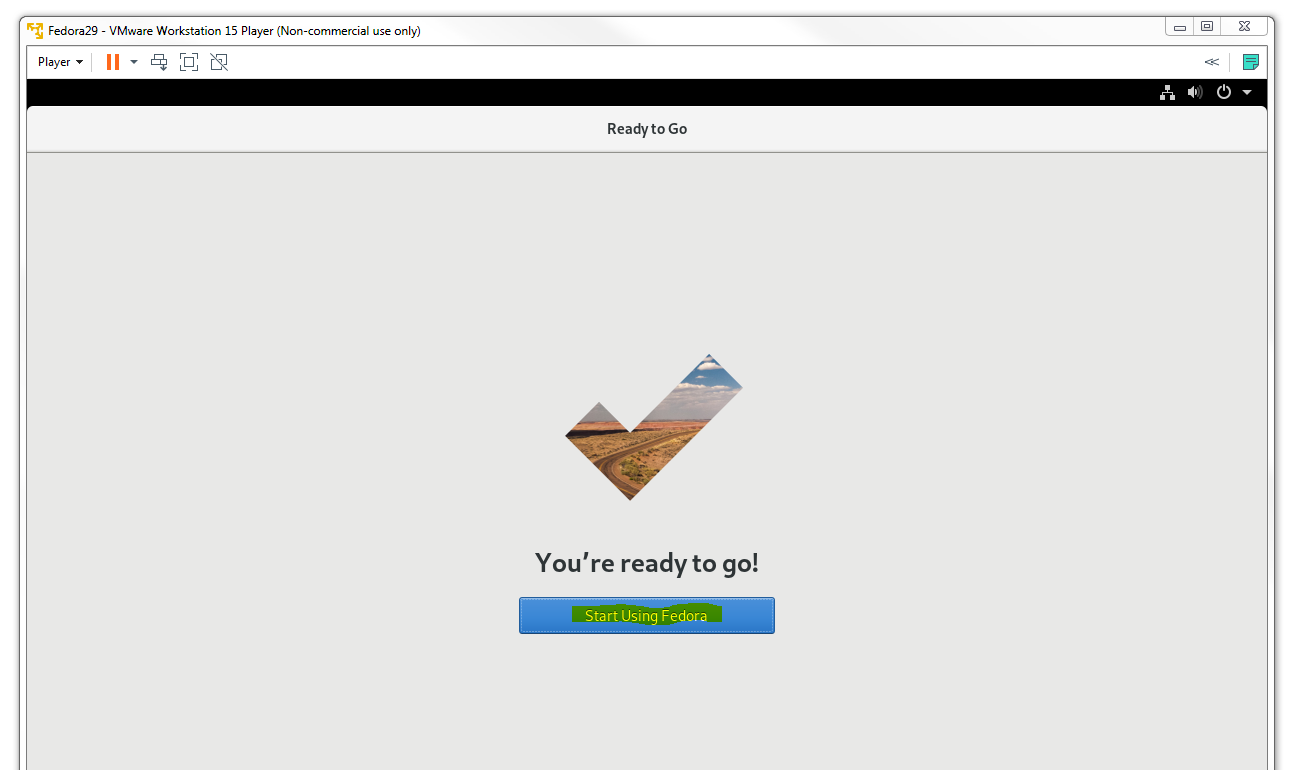 Fedora29 - VMware Workstation 15 Player (Non-commercial use only)
Player
Ready to Go
You’re ready to go!
Start Using Fedora